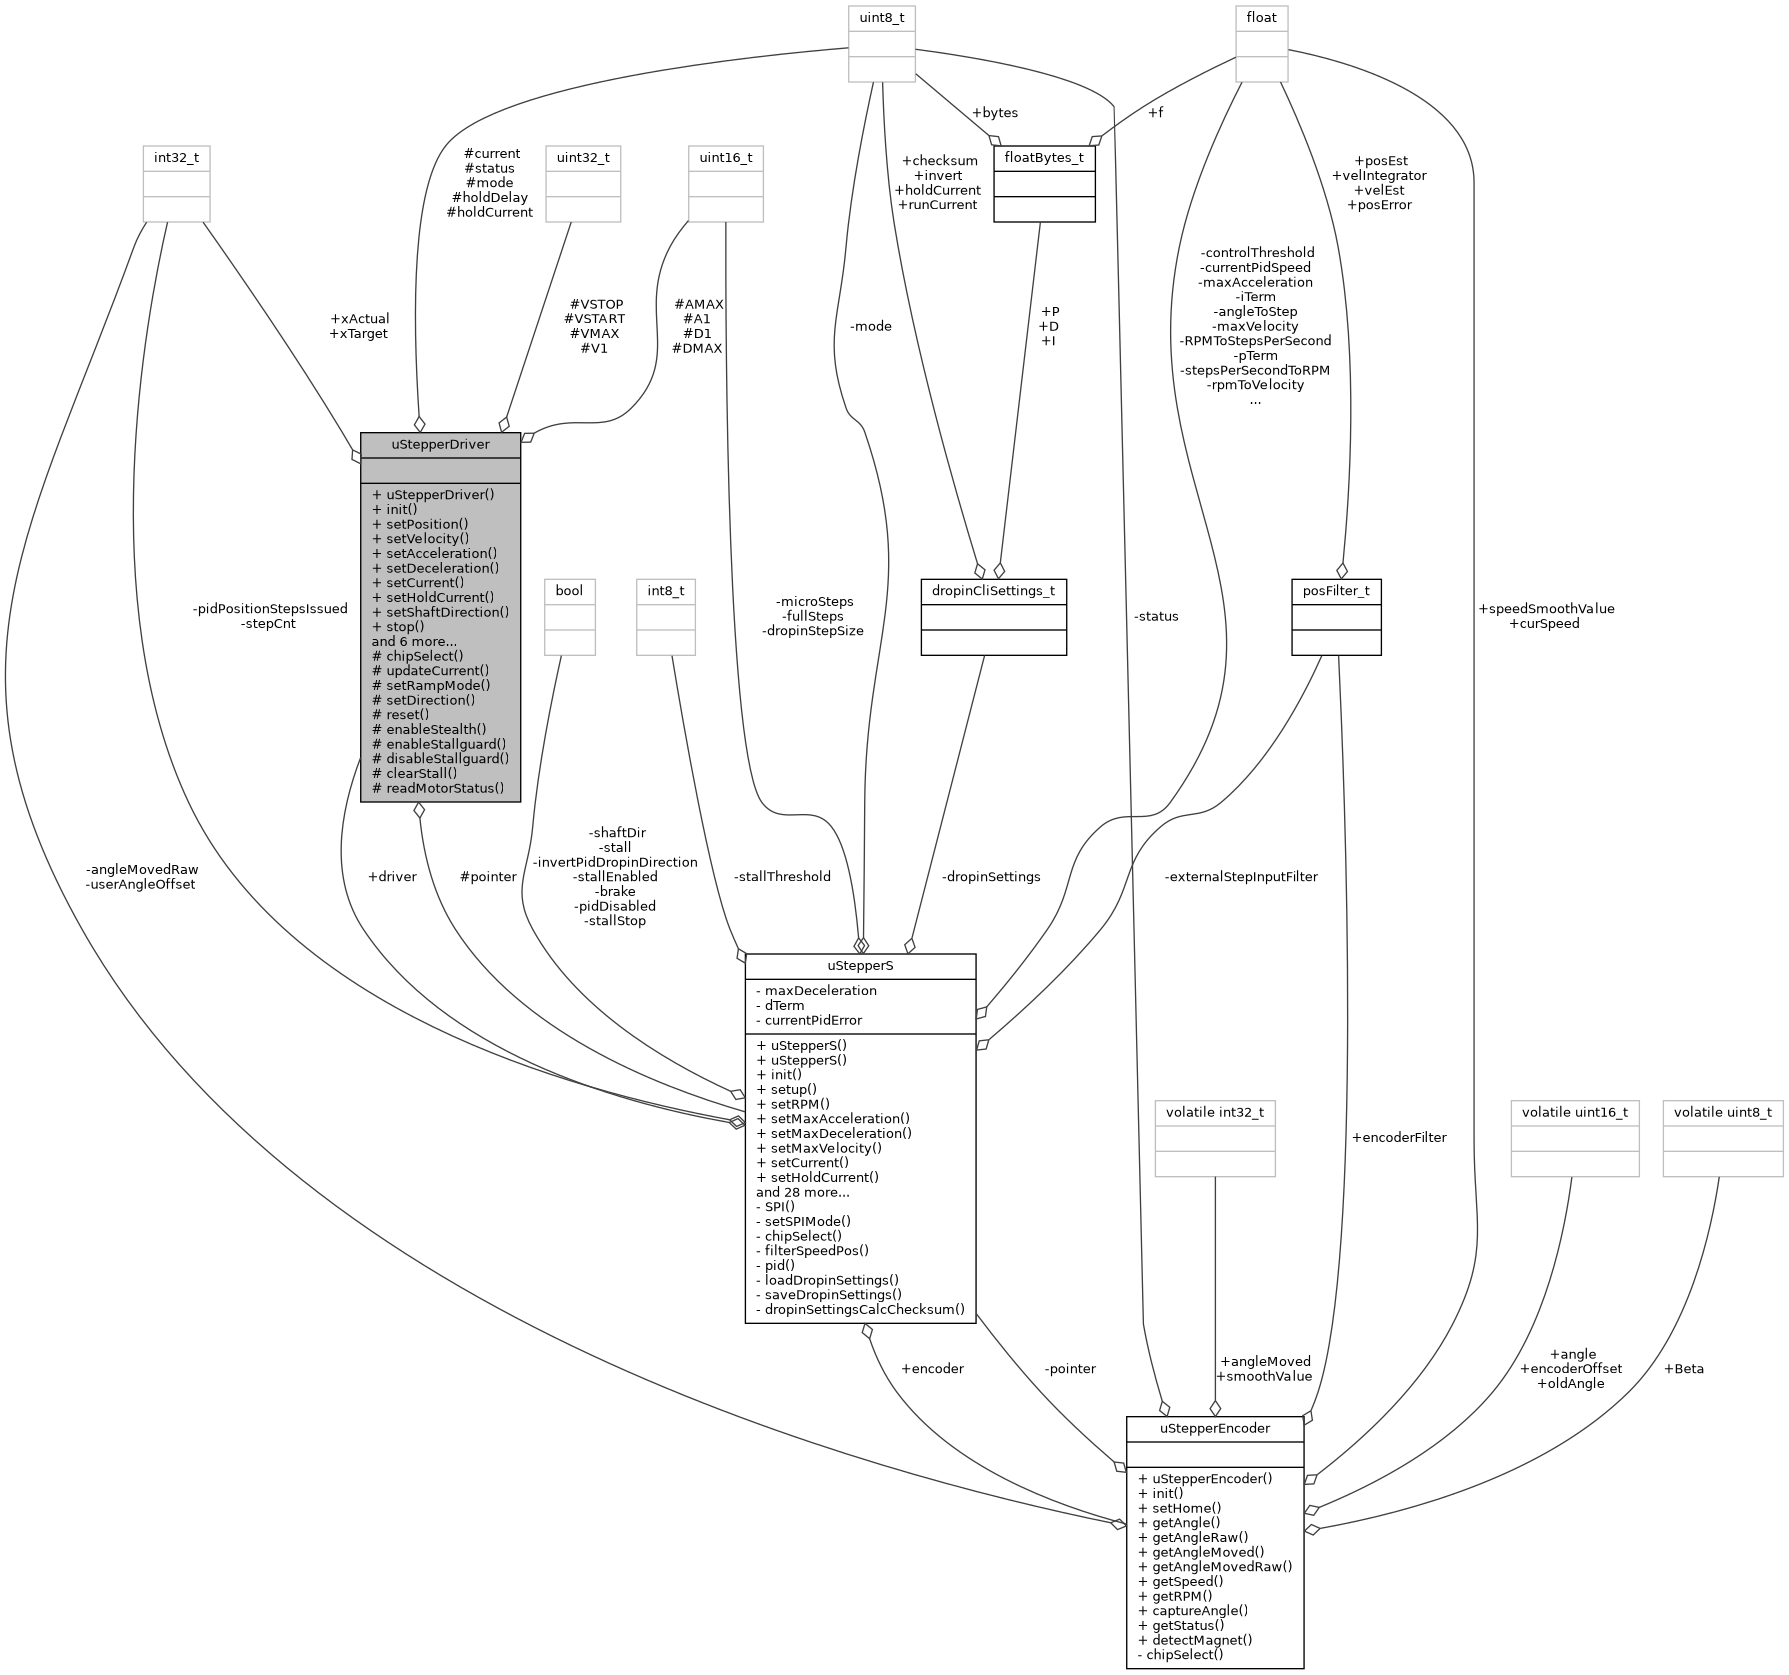 uint8_t
float
+bytes
+f
int32_t
uint32_t
uint16_t
floatBytes_t
#current
#status
#mode
#holdDelay
#holdCurrent
+checksum
+invert
+holdCurrent
+runCurrent
+posEst
+velIntegrator
+velEst
+posError
-controlThreshold
-currentPidSpeed
-maxAcceleration
-iTerm
-angleToStep
-maxVelocity
-RPMToStepsPerSecond
-pTerm
-stepsPerSecondToRPM
-rpmToVelocity
...
+xActual
+xTarget
#VSTOP
#VSTART
#VMAX
#V1
#AMAX
#A1
#D1
#DMAX
-mode
+P
+D
+I
uStepperDriver
+ uStepperDriver()
+ init()
+ setPosition()
+ setVelocity()
+ setAcceleration()
+ setDeceleration()
+ setCurrent()
+ setHoldCurrent()
+ setShaftDirection()
+ stop()
and 6 more...
# chipSelect()
# updateCurrent()
# setRampMode()
# setDirection()
# reset()
# enableStealth()
# enableStallguard()
# disableStallguard()
# clearStall()
# readMotorStatus()
bool
int8_t
dropinCliSettings_t
posFilter_t
-pidPositionStepsIssued
-stepCnt
-microSteps
-fullSteps
-dropinStepSize
-status
+speedSmoothValue
+curSpeed
-angleMovedRaw
-userAngleOffset
+driver
#pointer
-shaftDir
-stall
-invertPidDropinDirection
-stallEnabled
-brake
-pidDisabled
-stallStop
-stallThreshold
-dropinSettings
-externalStepInputFilter
uStepperS
- maxDeceleration
- dTerm
- currentPidError
+ uStepperS()
+ uStepperS()
+ init()
+ setup()
+ setRPM()
+ setMaxAcceleration()
+ setMaxDeceleration()
+ setMaxVelocity()
+ setCurrent()
+ setHoldCurrent()
and 28 more...
- SPI()
- setSPIMode()
- chipSelect()
- filterSpeedPos()
- pid()
- loadDropinSettings()
- saveDropinSettings()
- dropinSettingsCalcChecksum()
volatile int32_t
volatile uint16_t
volatile uint8_t
+encoderFilter
+encoder
-pointer
+angleMoved
+smoothValue
+angle
+encoderOffset
+oldAngle
+Beta
uStepperEncoder
+ uStepperEncoder()
+ init()
+ setHome()
+ getAngle()
+ getAngleRaw()
+ getAngleMoved()
+ getAngleMovedRaw()
+ getSpeed()
+ getRPM()
+ captureAngle()
+ getStatus()
+ detectMagnet()
- chipSelect()